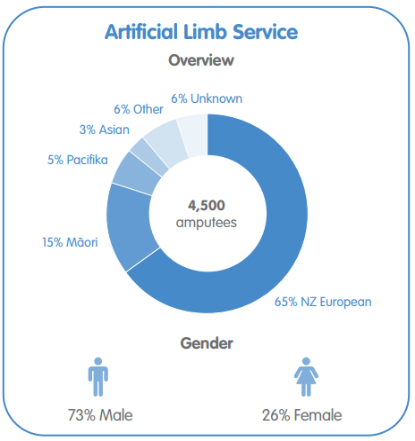 Artificial Limb Service
Overview
6% Unknown
6% Other
3% Asian
5% Pacifika
4,500
amputees
15% Māori
65% NZ European
Gender
73% Male
26% Female